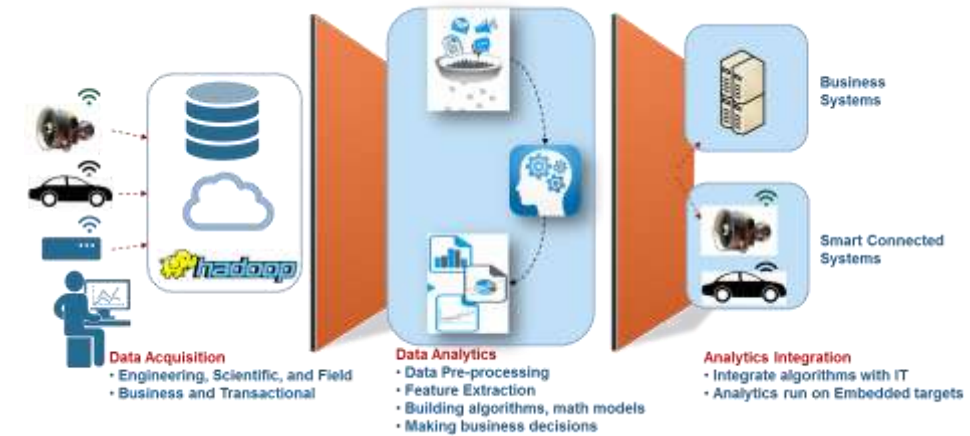 hadoop
Business
Systems
Smart Connected
Systems
Data Acquisition
• Engineering, Scientific, and Field
• Business and Transactional
Data Analytics
• Data Pre-processing
• Feature Extraction
• Building algorithms, math models
• Making business decisions
Analytics Integration
• Integrate algorithms with IT
• Analytics run on Embedded targets